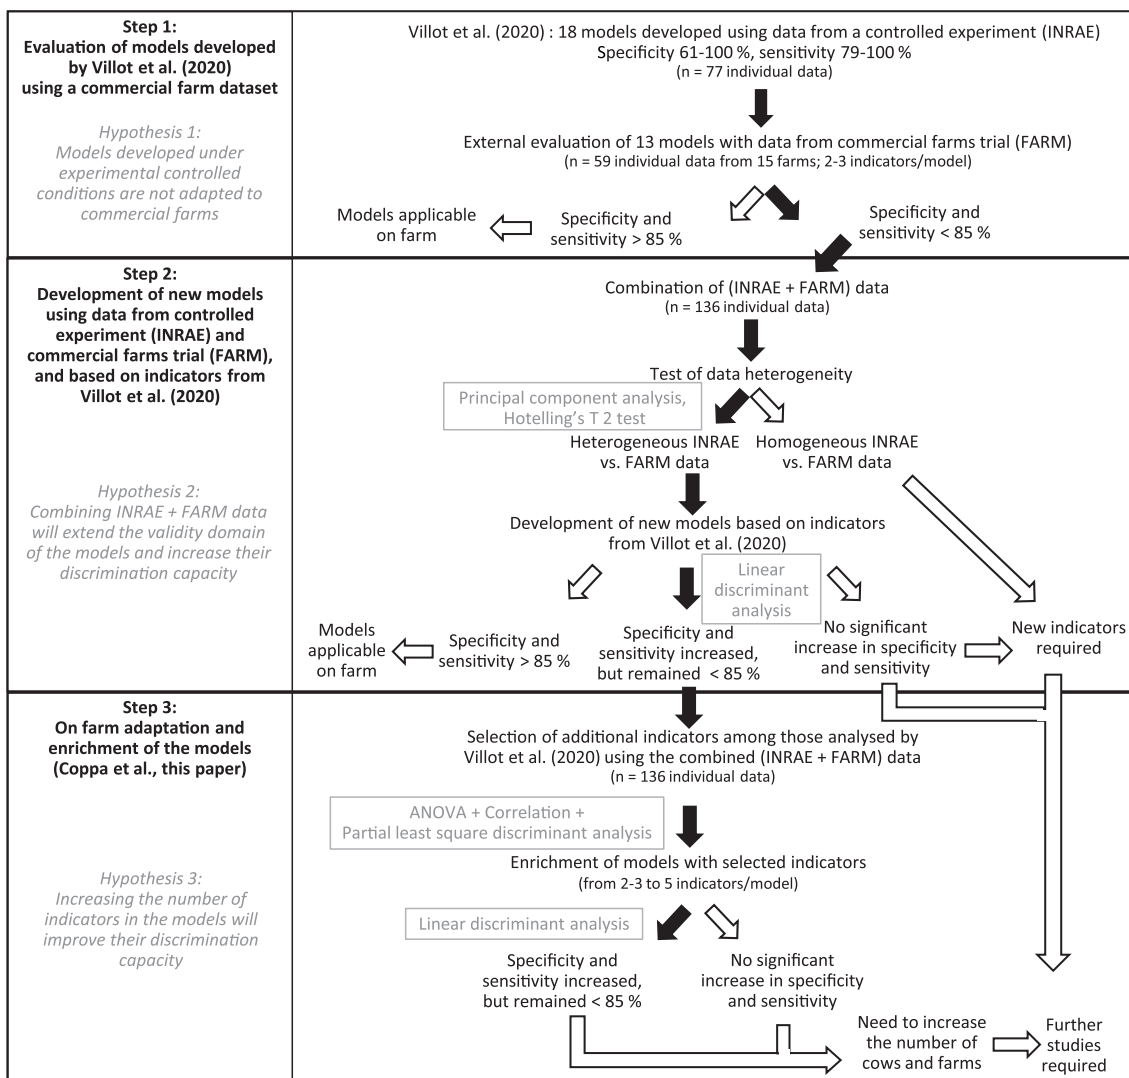 Step 1:
Evaluation of models developed
by Villot et al. (2020)
using a commercial farm dataset
Hypothesis 1:
Models developed under
experimental controlled
conditions are not adapted to
commercial farms
Villot et al. (2020) : 18 models developed using data from a controlled experiment (INRAE)
Specificity 61-100 %, sensitivity 79-100 %
(n = 77 individual data)
External evaluation of 13 models with data from commercial farms trial (FARM)
(n = 59 individual data from 15 farms; 2-3 indicators/model)
Models applicable
on farm
Specificity and
sensitivity > 85 %
Specificity and
sensitivity < 85 %
Step 2:
Development of new models
using data from controlled
experiment (INRAE) and
commercial farms trial (FARM),
and based on indicators from
Villot et al. (2020)
Hypothesis 2:
Combining INRAE + FARM data
will extend the validity domain
of the models and increase their
discrimination capacity
Combination of (INRAE + FARM) data
(n = 136 individual data)
Test of data heterogeneity
Principal component analysis,
Hotelling's T 2 test
Heterogeneous INRAE
vs. FARM data
Homogeneous INRAE
vs. FARM data
Development of new models based on indicators
from Villot et al. (2020)
Linear
discriminant
analysis
Models
applicable
on farm
Specificity and
sensitivity > 85 %
Specificity and
sensitivity increased,
but remained < 85 %
No significant
increase in specificity
and sensitivity
New indicators
required
Step 3:
On farm adaptation and
enrichment of the models
(Coppa et al., this paper)
Hypothesis 3:
Increasing the number of
indicators in the models will
improve their discrimination
capacity
Selection of additional indicators among those analysed by
Villot et al. (2020) using the combined (INRAE + FARM) data
(n = 136 individual data)
ANOVA + Correlation +
Partial least square discriminant analysis
Enrichment of models with selected indicators
(from 2-3 to 5 indicators/model)
Linear discriminant analysis
Specificity and
sensitivity increased,
but remained < 85 %
No significant
increase in specificity
and sensitivity
Need to increase
the number of
cows and farms
Further
studies
required